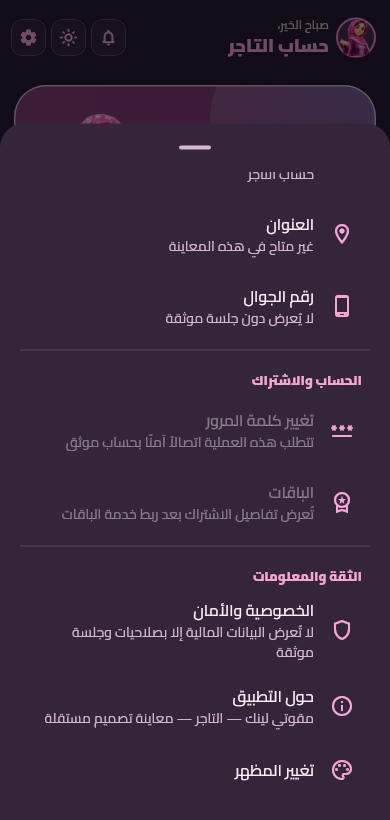 صباح الخير،
حساب التاجر
حساب التاجر
العنوان
غير متاح في هذه المعاينة
رقم الجوال
لا يُعرض دون جلسة موثقة
الحساب والاشتراك
تغيير كلمة المرور
تتطلب هذه العملية اتصالاً آمنًا بحساب موثق
الباقات
تُعرض تفاصيل الاشتراك بعد ربط خدمة الباقات
الثقة والمعلومات
الخصوصية والأمان
لا تُعرض البيانات المالية إلا بصلاحيات وجلسة
موثقة
حول التطبيق
مقوتي لينك — التاجر — معاينة تصميم مستقلة
تغيير المظهر